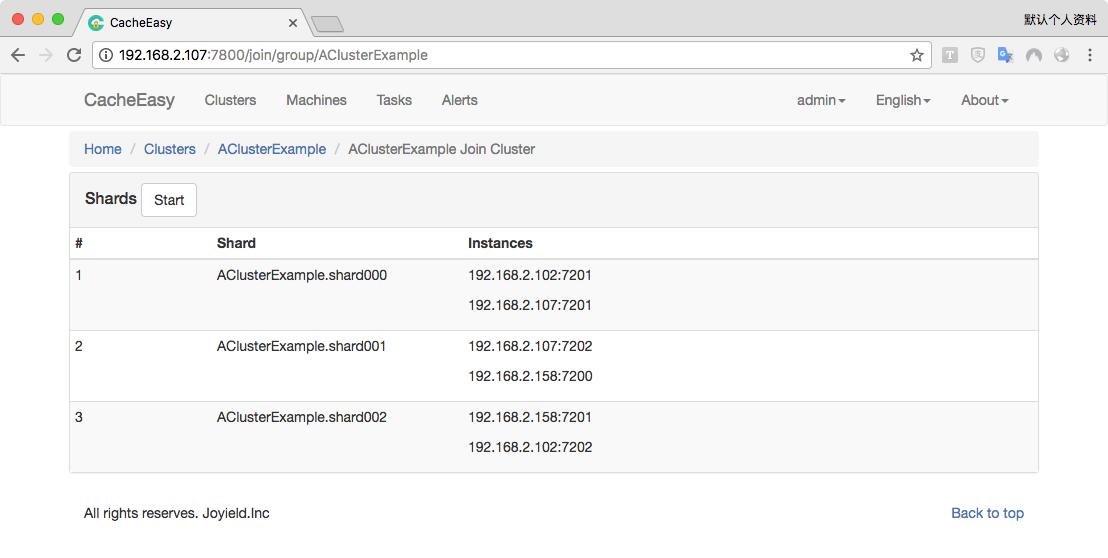 CacheEasy
默认个人资料
192.168.2.107:7800/join/group/AClusterExample
CacheEasy Clusters Machines Tasks Alerts admin English About
Home / Clusters / AClusterExample / AClusterExample Join Cluster
Shards Start
# Shard Instances
1 AClusterExample.shard000 192.168.2.102:7201
192.168.2.107:7201
2 AClusterExample.shard001 192.168.2.107:7202
192.168.2.158:7200
3 AClusterExample.shard002 192.168.2.158:7201
192.168.2.102:7202
All rights reserves. Joyield.Inc Back to top